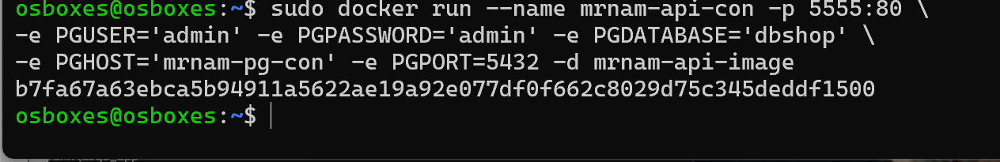 osboxes@osboxes:~$ sudo docker run --name mrnam-api-con -p 5555:80 \
-e PGUSER='admin' -e PGPASSWORD='admin' -e PGDATABASE='dbshop' \
-e PGHOST='mrnam-pg-con' -e PGPORT=5432 -d mrnam-api-image
b7fa67a63ebca5b94911a5622ae19a92e077df0f662c8029d75c345deddf1500
osboxes@osboxes:~$